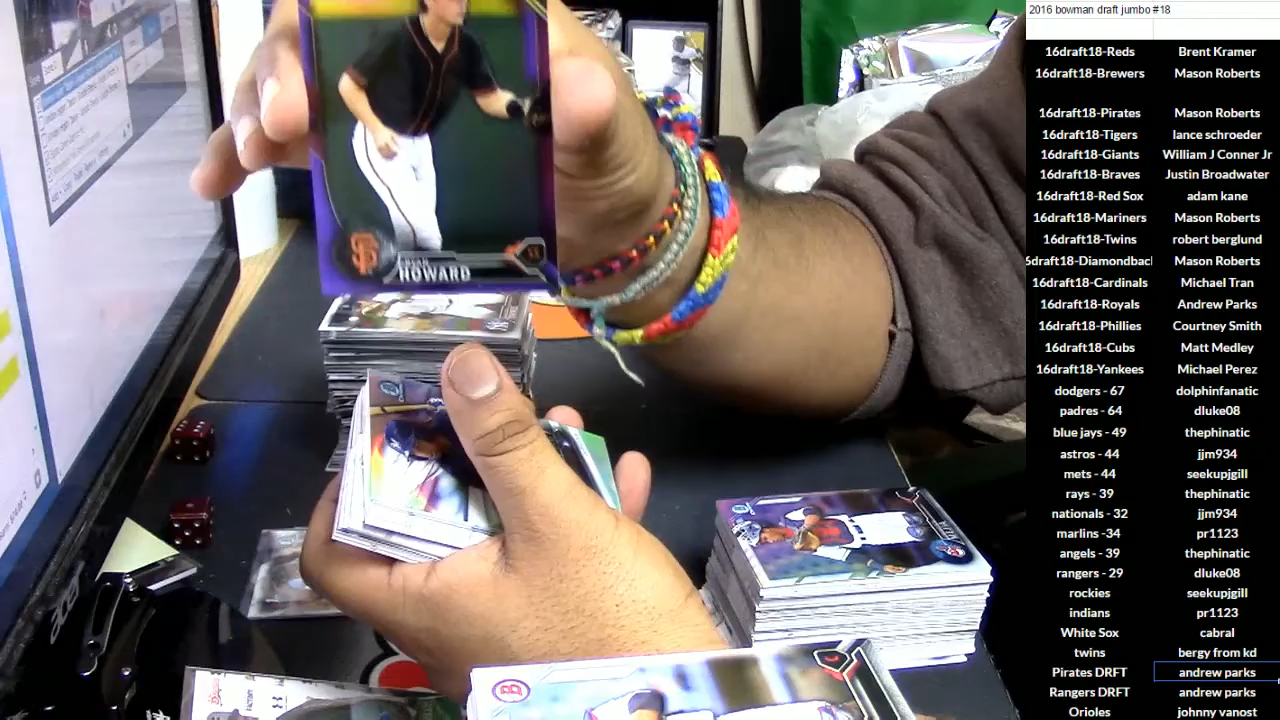 2016 bowman draft jumbo #18
16draft18-Reds Brent Kramer
16draft18-Brewers Mason Roberts
16draft18-Pirates Mason Roberts
16draft18-Tigers lance schroeder
16draft18-Giants William J Conner Jr
16draft18-Braves Justin Broadwater
16draft18-Red Sox adam kane
16draft18-Mariners Mason Roberts
16draft18-Twins robert berglund
6draft18-Diamondbacl Mason Roberts
16draft18-Cardinals Michael Tran
16draft18-Royals Andrew Parks
16draft18-Phillies Courtney Smith
16draft18-Cubs Matt Medley
16draft18-Yankees Michael Perez
dodgers - 67 dolphinfanatic
padres - 64 dluke08
blue jays - 49 thephinatic
astros - 44 jjm934
mets - 44 seekupjgill
rays - 39 thephinatic
nationals - 32 jjm934
marlins -34 pr1123
angels - 39 thephinatic
rangers - 29 dluke08
rockies seekupjgill
indians pr1123
White Sox cabral
twins bergy from kd
Pirates DRFT andrew parks
Rangers DRFT andrew parks
Orioles johnny vanost
SF
HOWARD
B